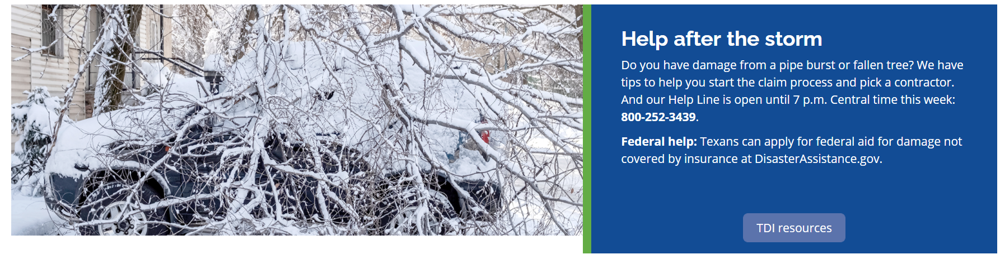 Help after the storm
Do you have damage from a pipe burst or fallen tree? We have
tips to help you start the claim process and pick a contractor.
And our Help Line is open until 7 p.m. Central time this week:
800-252-3439.
Federal help: Texans can apply for federal aid for damage not
covered by insurance at DisasterAssistance.gov.
TDI resources